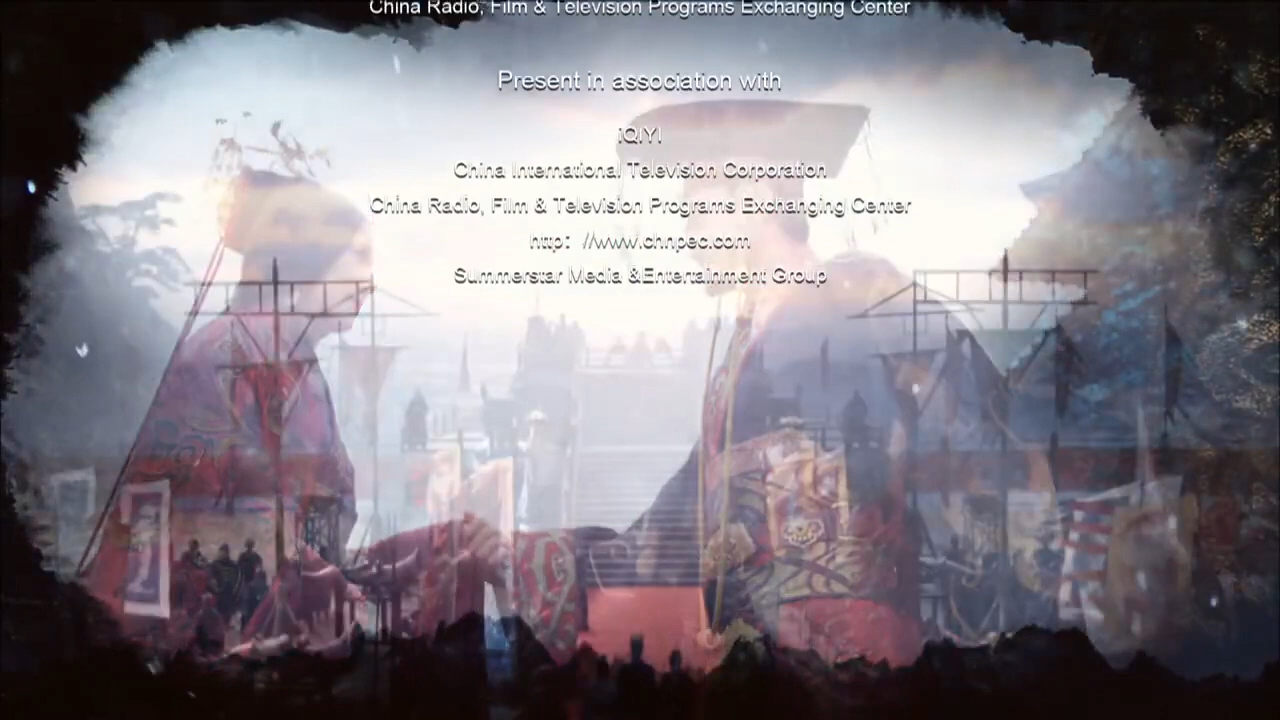 China Radio, Film & Television Programs Exchanging Center
Present in association with
iQIYI
China International Television Corporation
China Radio, Film & Television Programs Exchanging Center
http：//www.chnpec.com
Summerstar Media &Entertainment Group